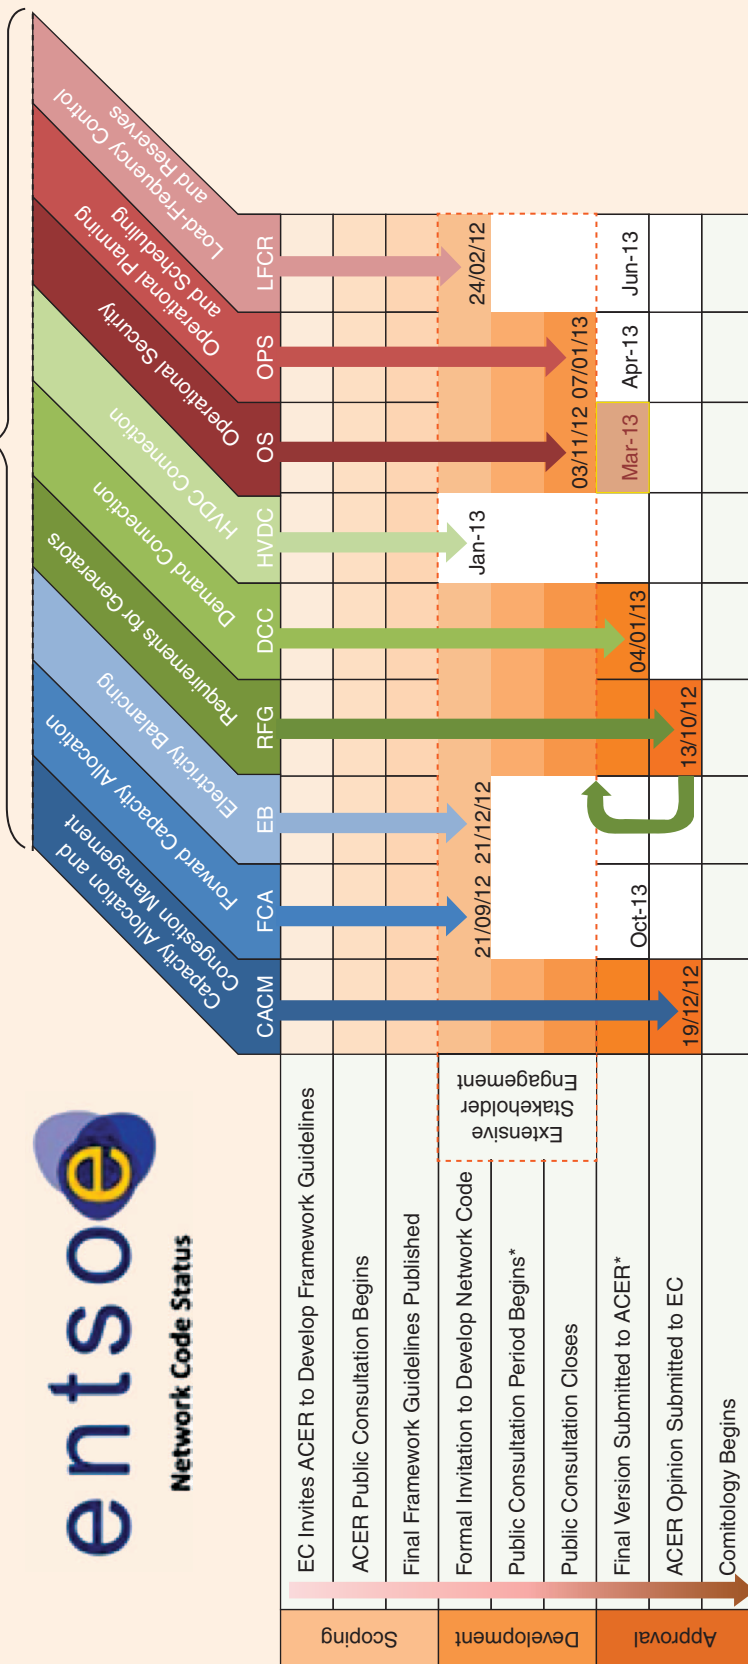 entsoe
Network Code Status
Capacity Allocation and
Congestion Management
Forward Capacity Allocation
Electricity Balancing
Requirements for Generators
Demand Connection
HVDC Connection
Operational Security
Operational Planning
and Scheduling
Load-Frequency Control
and Reserves
CACM
FCA
EB
RFG
DCC
HVDC
OS
OPS
LFCR
Scoping
EC Invites ACER to Develop Framework Guidelines
ACER Public Consultation Begins
Final Framework Guidelines Published
Development
Formal Invitation to Develop Network Code
21/09/12
21/12/12
Jan-13
24/02/12
Public Consultation Period Begins*
Public Consultation Closes
03/11/12
07/01/13
Extensive
Stakeholder
Engagement
Approval
Final Version Submitted to ACER*
Oct-13
04/01/13
Mar-13
Apr-13
Jun-13
ACER Opinion Submitted to EC
19/12/12
13/10/12
Comitology Begins